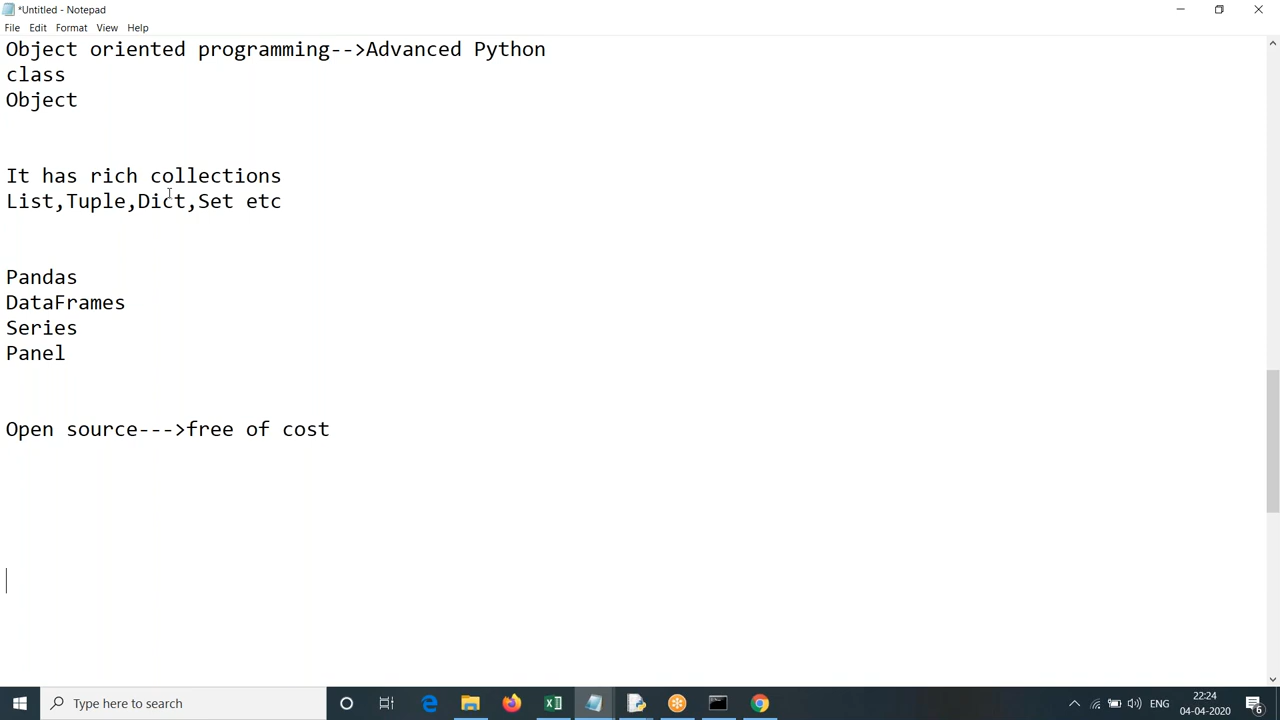 *Untitled - Notepad
File Edit Format View Help
Object oriented programming-->Advanced Python
class
Object
It has rich collections
List,Tuple,Dict,Set etc
Pandas
DataFrames
Series
Panel
Open source--->free of cost
Type here to search
ENG
22:24
04-04-2020
6